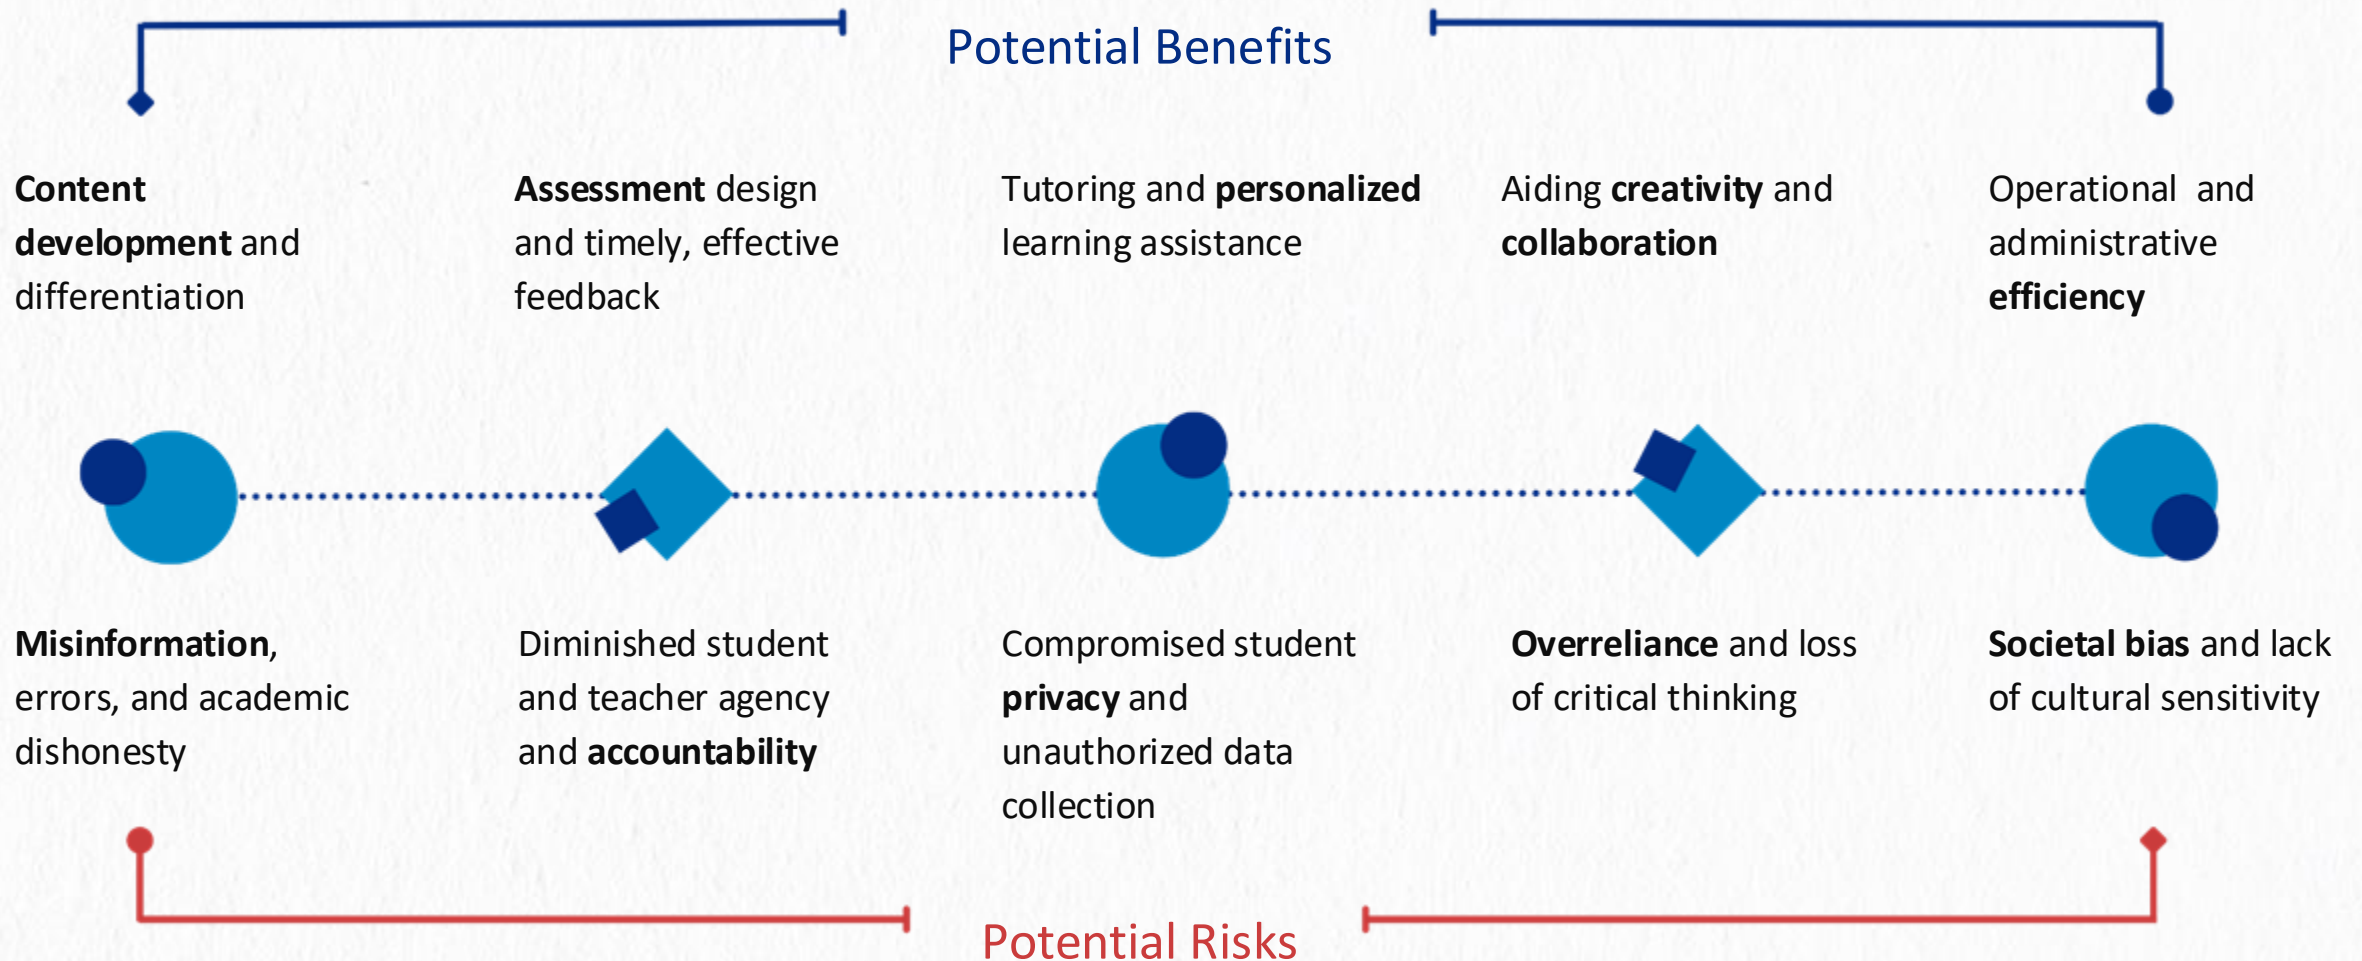 Potential Benefits
Content
development and
differentiation
Assessment design
and timely, effective
feedback
Tutoring and personalized
learning assistance
Aiding creativity and
collaboration
Operational and
administrative
efficiency
Misinformation,
errors, and academic
dishonesty
Diminished student
and teacher agency
and accountability
Compromised student
privacy and
unauthorized data
collection
Overreliance and loss
of critical thinking
Societal bias and lack
of cultural sensitivity
Potential Risks